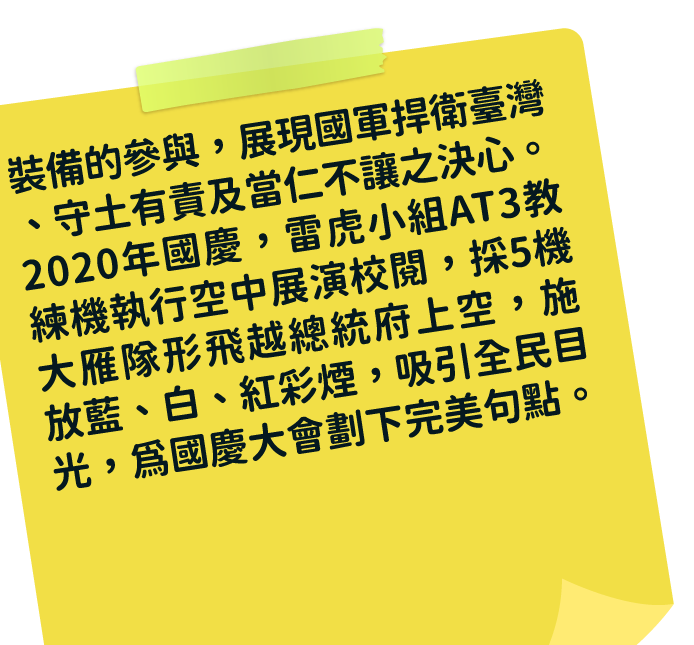 裝備的參與，展現國軍捍衛臺灣
、守土有責及當仁不讓之決心。
2020年國慶，雷虎小組AT3教
練機執行空中展演校閱，採5機
大雁隊形飛越總統府上空，施
放藍、白、紅彩煙，吸引全民目
光，為國慶大會劃下完美句點。